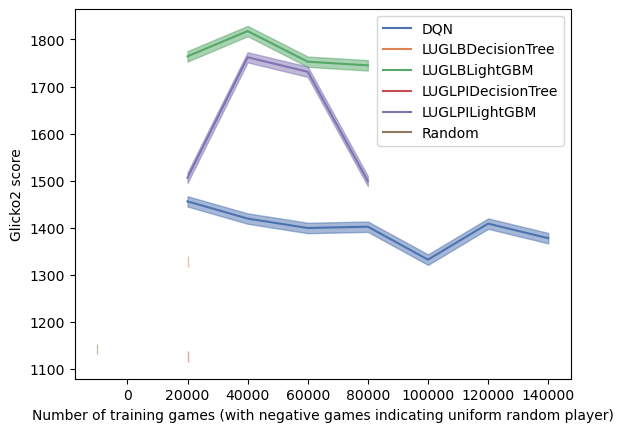 DQN
LUGLBDecisionTree
LUGLBLightGBM
LUGLPIDecisionTree
LUGLPILightGBM
Random
Glicko2 score
1800
1700
1600
1500
1400
1300
1200
1100
0 20000 40000 60000 80000 100000 120000 140000
Number of training games (with negative games indicating uniform random player)